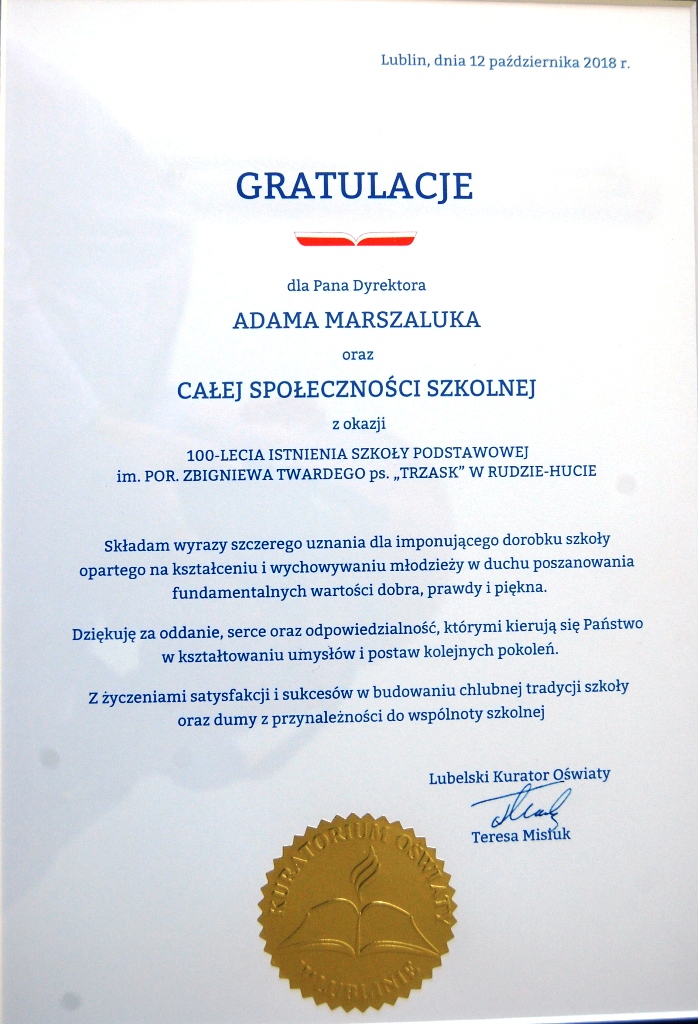 Lublin, dnia 12 października 2018 r.
GRATULACJE
dla Pana Dyrektora
ADAMA MARSZALUKA
oraz
CAŁEJ SPOŁECZNOŚCI SZKOLNEJ
z okazji
100-LECIA ISTNIENIA SZKOŁY PODSTAWOWEJ
im. POR. ZBIGNIEWA TWARDEGO ps. „TRZASK” W RUDZIE-HUCIE
Składam wyrazy szczerego uznania dla imponującego dorobku szkoły
opartego na kształceniu i wychowywaniu młodzieży w duchu poszanowania
fundamentalnych wartości dobra, prawdy i piękna.
Dziękuję za oddanie, serce oraz odpowiedzialność, którymi kierują się Państwo
w kształtowaniu umysłów i postaw kolejnych pokoleń.
Z życzeniami satysfakcji i sukcesów w budowaniu chlubnej tradycji szkoły
oraz dumy z przynależności do wspólnoty szkolnej
Lubelski Kurator Oświaty
Teresa Misiuk
KURATORIUM OŚWIATY
W LUBLINIE